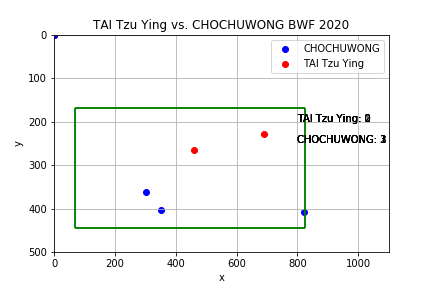 TAI Tzu Ying vs. CHOCHUWONG BWF 2020
CHOCHUWONG
TAI Tzu Ying
0
100
200
300
400
500
y
TAI Tzu Ying:
CHOCHUWONG:
0 200 400 600 800 1000
x